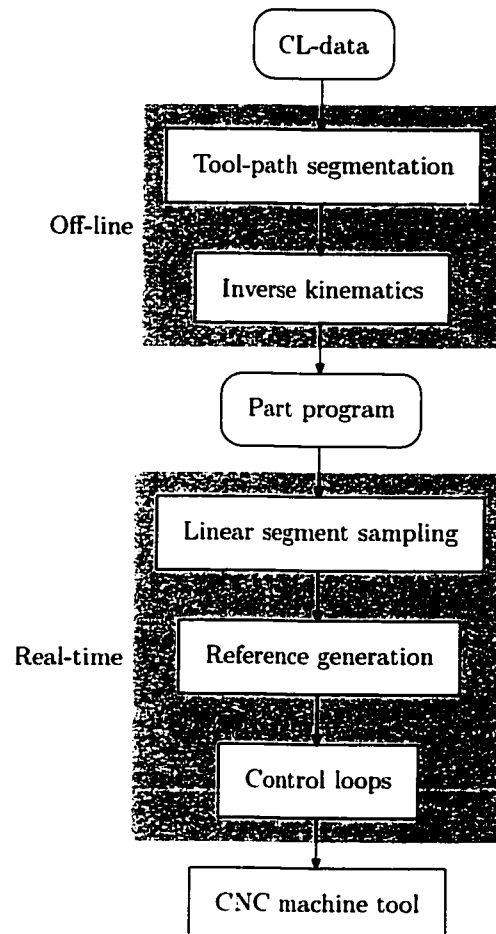 CL-data
Tool-path segmentation
Off-line
Inverse kinematics
Part program
Linear segment sampling
Real-time
Reference generation
Control loops
CNC machine tool